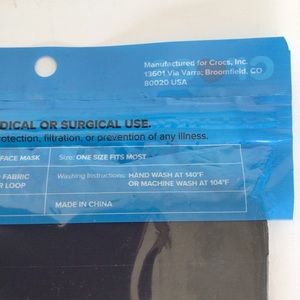 Manufactured for Crocs, Inc.
13601 Via Varra; Broomfield, CO
80020 USA
DICAL OR SURGICAL USE.
otection, filtration, or prevention of any illness.
FACE MASK
Size: ONE SIZE FITS MOST
FABRIC
R LOOP
Washing Instructions: HAND WASH AT 140°F
OR MACHINE WASH AT 104°F
MADE IN CHINA